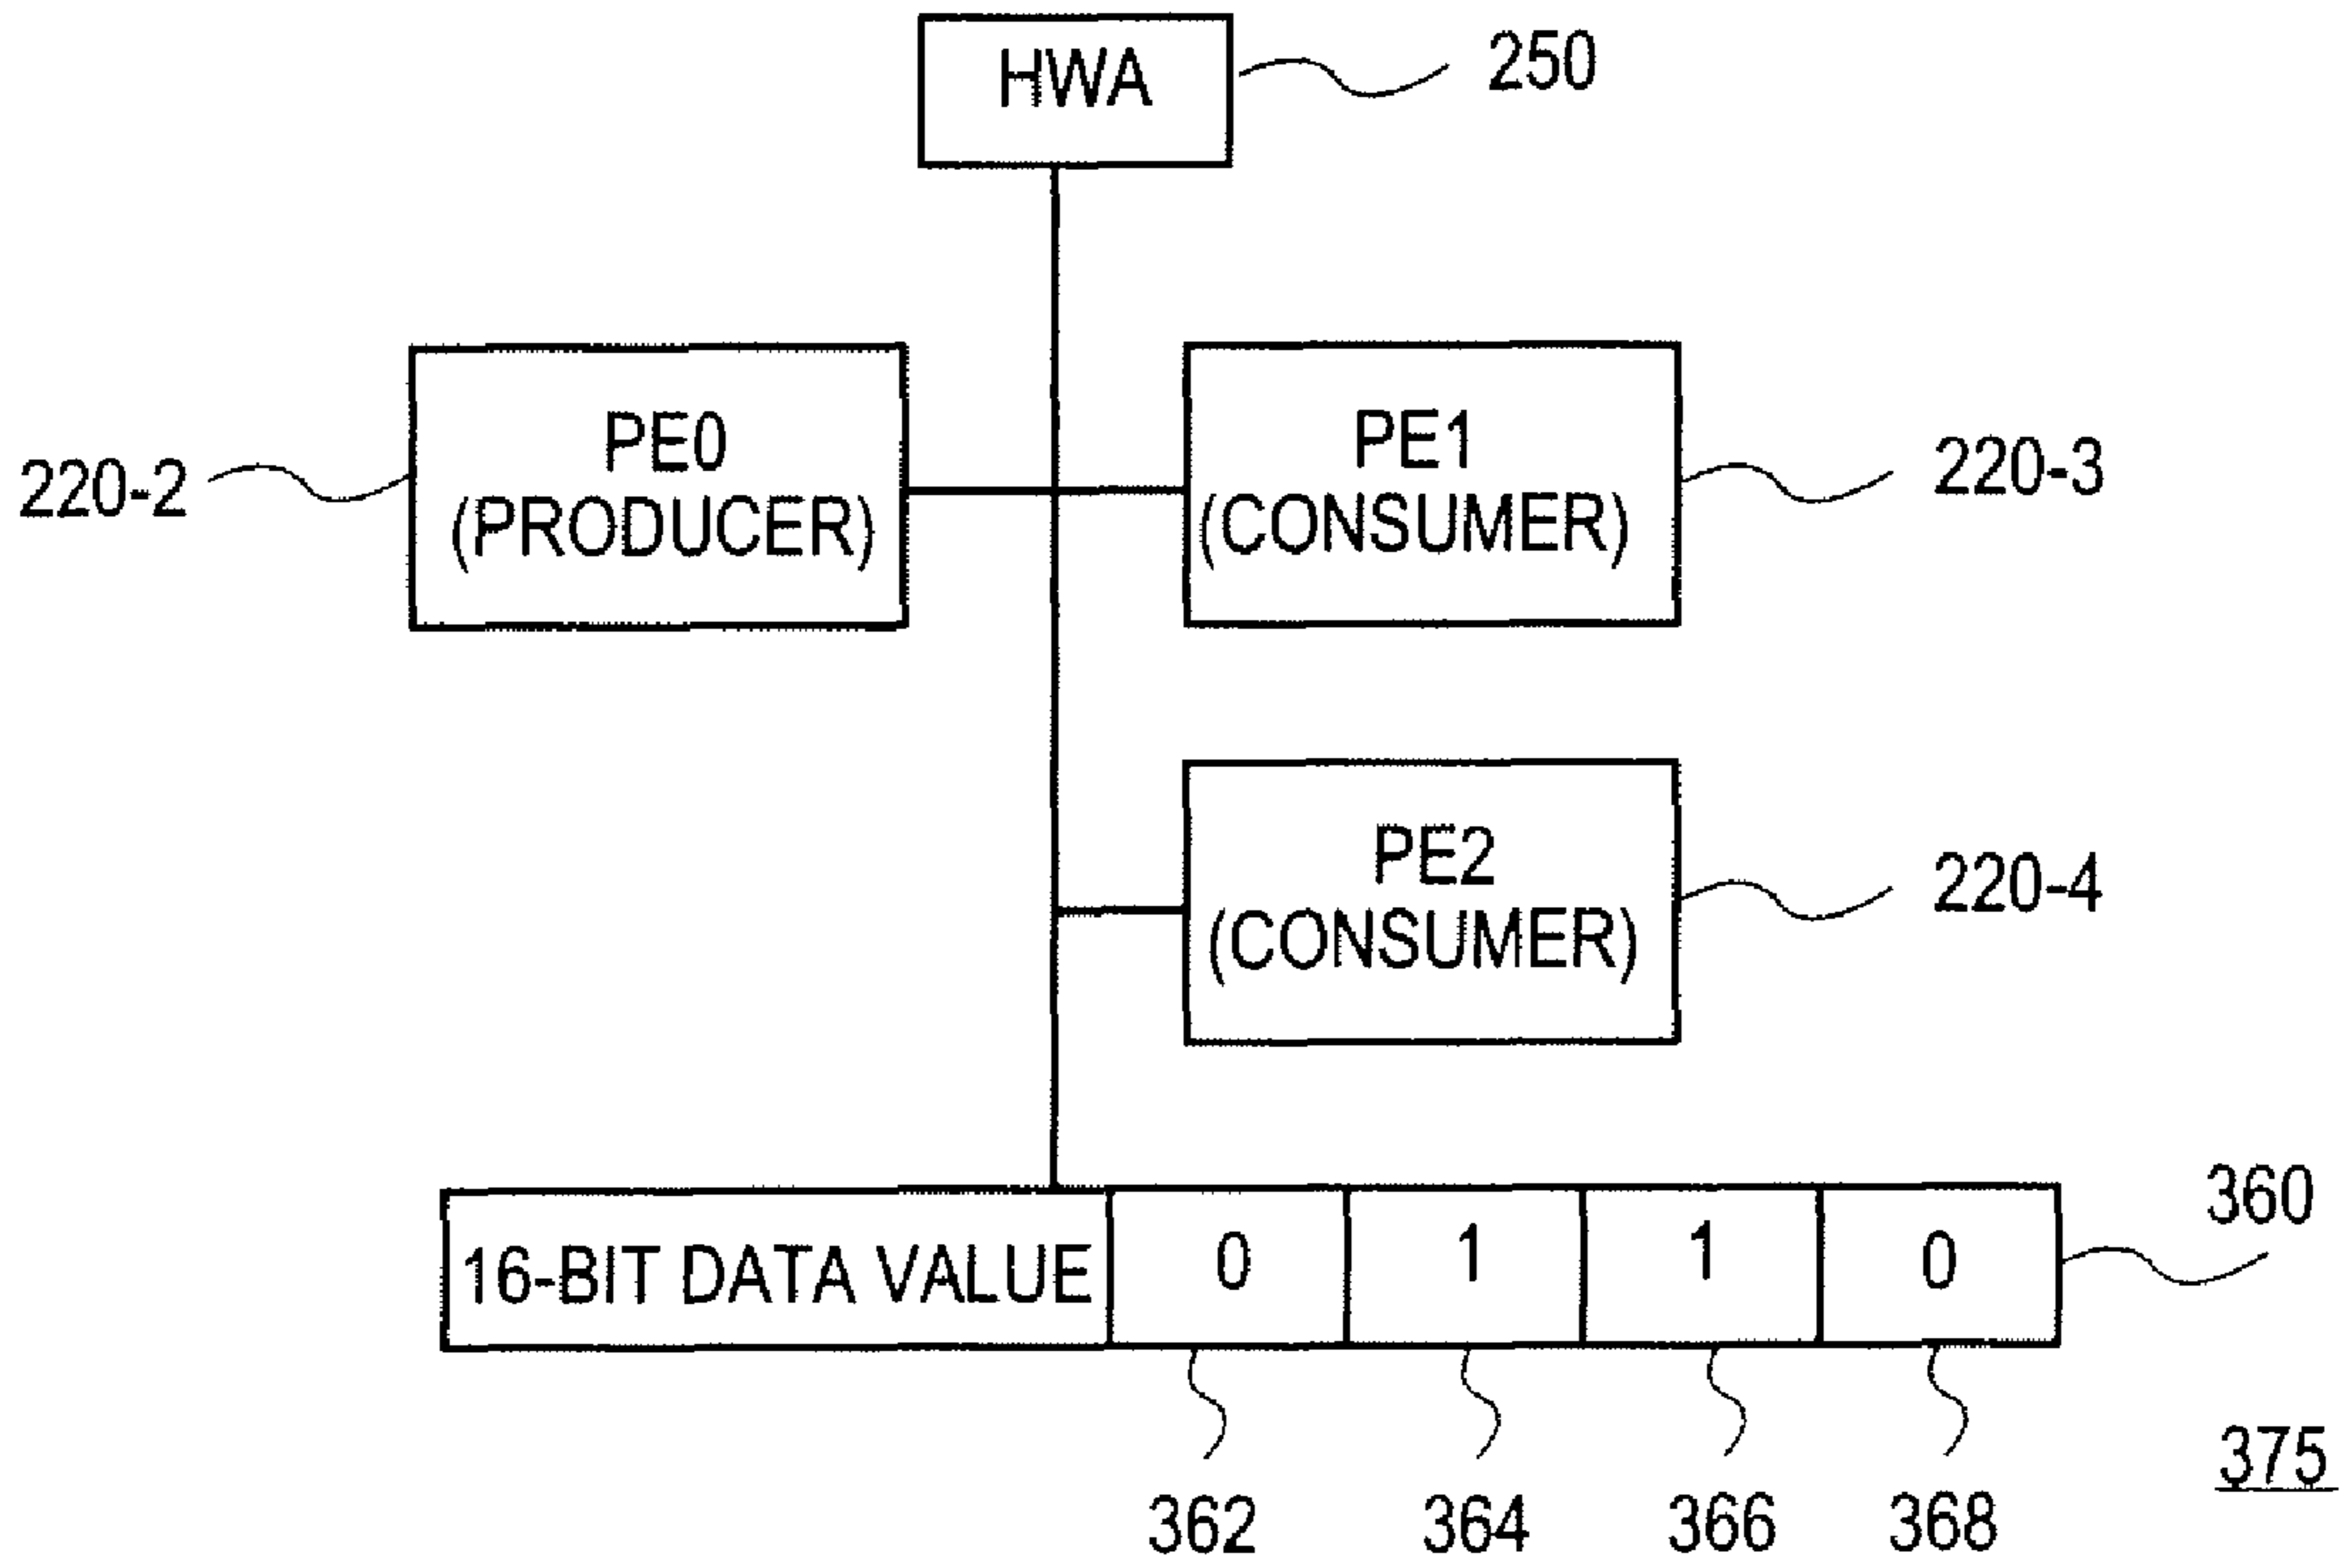 HWA
250
PE0
(PRODUCER)
220-2
PE1
(CONSUMER)
220-3
PE2
(CONSUMER)
220-4
16-BIT DATA VALUE 0 1 1 0
360
362 364 366 368
375